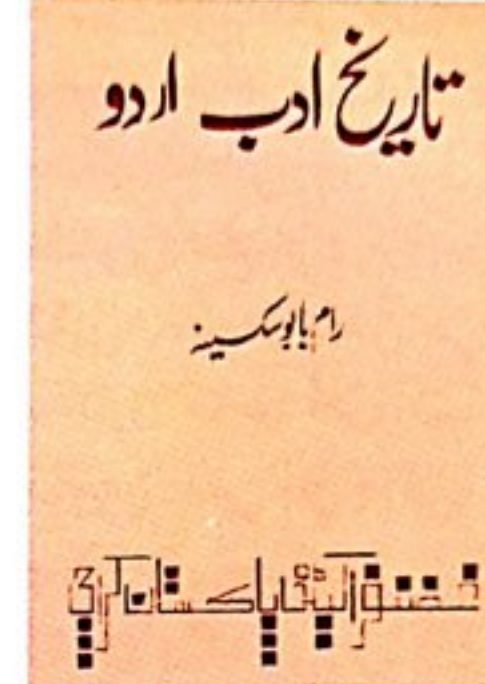 تاریخ ادب اردو
رام بابو سکسینہ
غضنفر اکیڈمی پاکستان کراچی